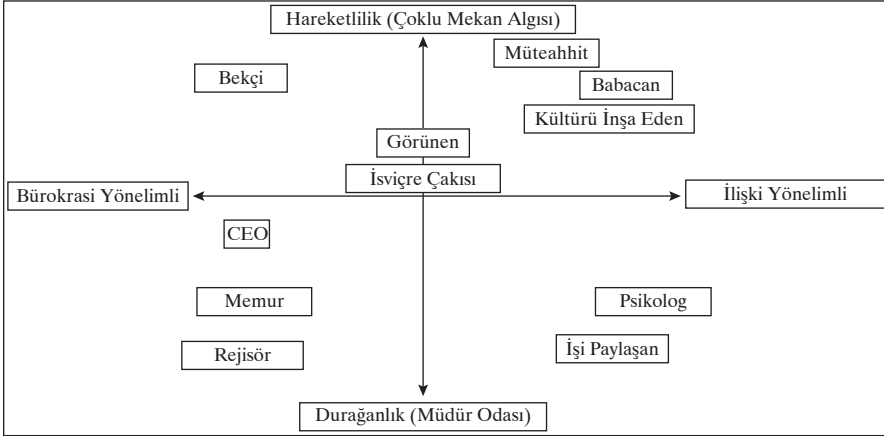 Hareketlilik (Çoklu Mekan Algısı)
Müteahhit
Bekçi
Babacan
Kültürü İnşa Eden
Görünen
İsviçre Çakısı
Bürokrasi Yönelimli
İlişki Yönelimli
CEO
Memur
Psikolog
Rejisör
İşi Paylaşan
Durağanlık (Müdür Odası)